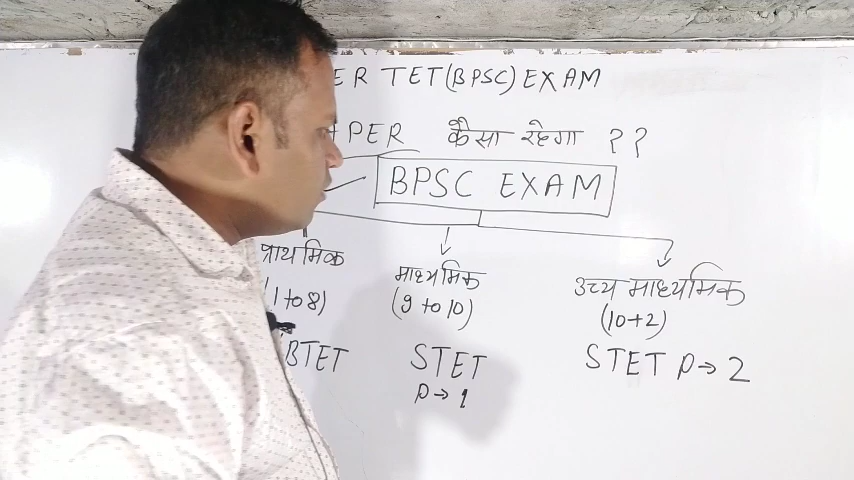 ER TET(BPSC) EXAM
APER कैसा रहेगा ??
BPSC EXAM
प्राथमिक माध्यमिक उच्य माध्यमिक
(1 to 8) (9 to 10) (10+2)
BTET STET STET P→2
P→1